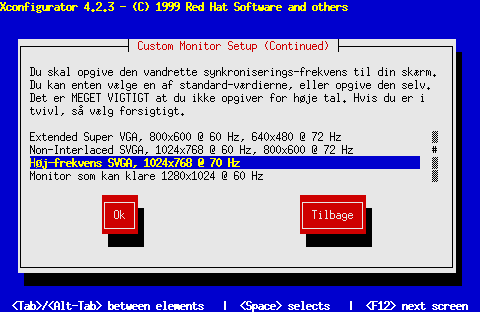 Xconfigurator 4.2.3 - (C) 1999 Red Hat Software and others
Custom Monitor Setup (Continued)
Du skal opgive den vandrette synkroniserings-frekvens til din skærm.
Du kan enten vælge en af standard-værdierne, eller opgive den selv.
Det er MEGET VIGTIGT at du ikke opgiver for høje tal. Hvis du er i
tvivl, så vælg forsigtigt.
Extended Super VGA, 800x600 @ 60 Hz, 640x480 @ 72 Hz
Non-Interlaced SVGA, 1024x768 @ 60 Hz, 800x600 @ 72 Hz
#
Høj-frekvens SVGA, 1024x768 @ 70 Hz
Monitor som kan klare 1280x1024 @ 60 Hz
Ok
Tilbage
<Tab>/<Alt-Tab> between elements | <Space> selects | <F12> next screen